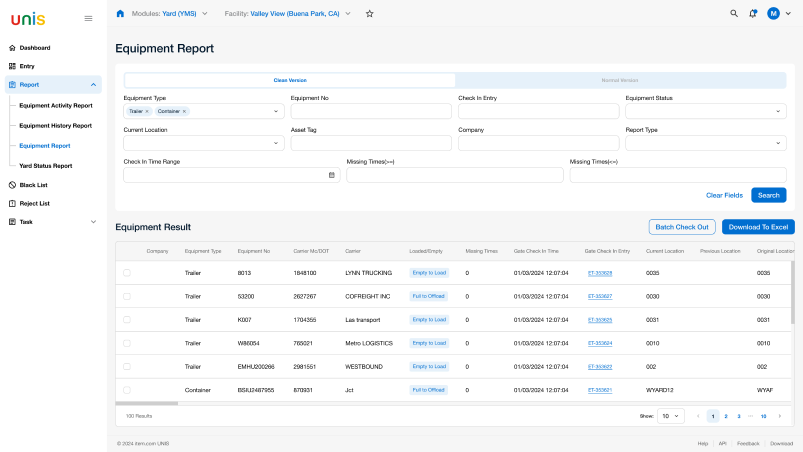 UNIS
Modules: Yard (YMS)
Facility: Valley View (Buena Park, CA)
M
Dashboard
Entry
Report
Equipment Activity Report
Equipment History Report
Equipment Report
Yard Status Report
Black List
Reject List
Task
Equipment Report
Clean Version
Normal Version
Equipment Type
Equipment No
Check In Entry
Equipment Status
Trailer ×
Container ×
Current Location
Asset Tag
Company
Report Type
Check In Time Range
Missing Times(>=)
Missing Times(<=)
Clear Fields
Search
Equipment Result
Batch Check Out
Download To Excel
Company Equipment Type Equipment No Carrier Mc/DOT Carrier Loaded/Empty Missing Times Gate Check In Time Gate Check In Entry Current Location Previous Location Original Location
Trailer 8013 1848100 LYNN TRUCKING Empty to Load 0 01/03/2024 12:07:04 ET-353628 0035 0035
Trailer 53200 2627267 COFREIGHT INC Full to Offload 0 01/03/2024 12:07:04 ET-353627 0030 0030
Trailer K007 1704355 Las transport Empty to Load 0 01/03/2024 12:07:04 ET-353625 0031 0031
Trailer W86054 765021 Metro LOGISTICS Empty to Load 0 01/03/2024 12:07:04 ET-353624 0010 0010
Trailer EMHU200266 2981551 WESTBOUND Empty to Load 0 01/03/2024 12:07:04 ET-353622 002 002
Container BSIU2487955 870931 Jct Full to Offload 0 01/03/2024 12:07:04 ET-353621 WYARD12 WYAF
100 Results
Show: 10
‹ 1 2 3 ··· 10 ›
© 2024 item.com UNIS
Help API Feedback Download